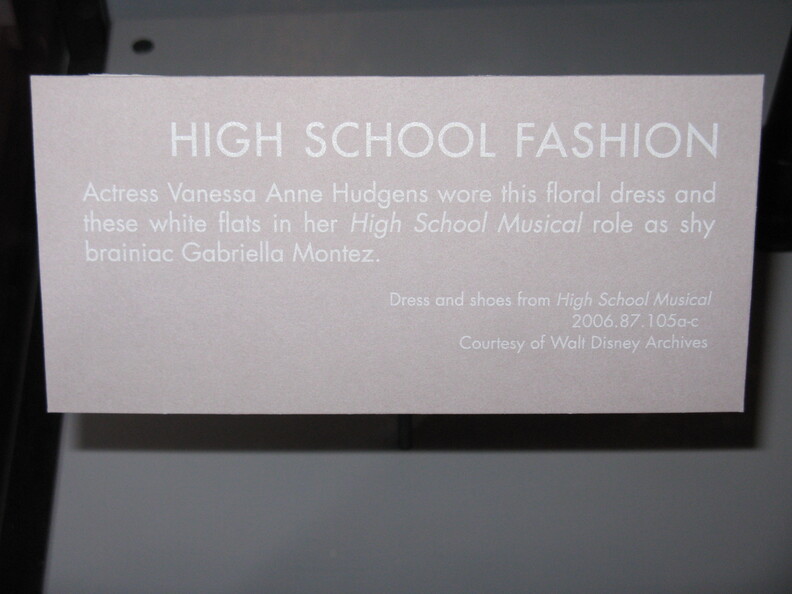 HIGH SCHOOL FASHION
Actress Vanessa Anne Hudgens wore this floral dress and
these white flats in her High School Musical role as shy
brainiac Gabriella Montez.
Dress and shoes from High School Musical
2006.87.105a-c
Courtesy of Walt Disney Archives